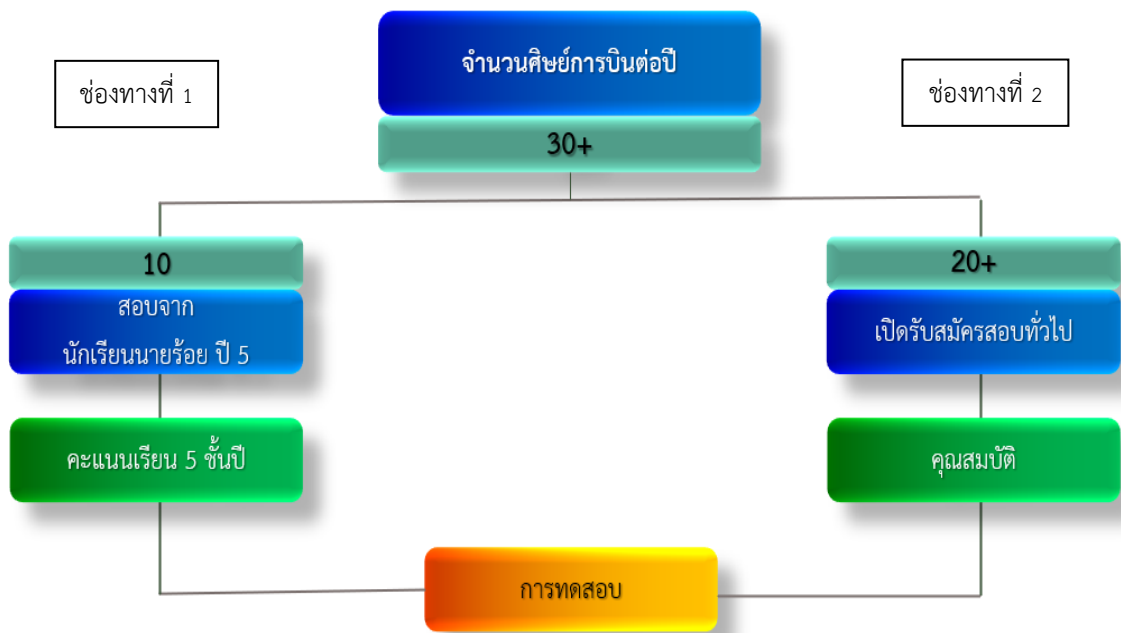 จำนวนศิษย์การบินต่อปี
ช่องทางที่ 1
ช่องทางที่ 2
30+
10
20+
สอบจาก
นักเรียนนายร้อย ปี 5
เปิดรับสมัครสอบทั่วไป
คะแนนเรียน 5 ชั้นปี
คุณสมบัติ
การทดสอบ